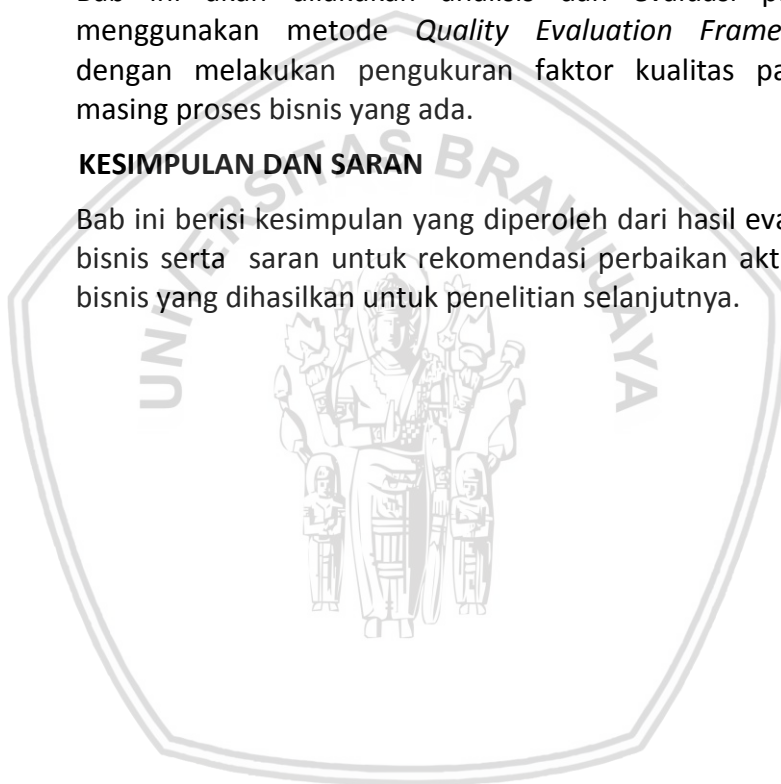 menggunakan metode Quality Evaluation Frame
dengan melakukan pengukuran faktor kualitas pa
masing proses bisnis yang ada.
KESIMPULAN DAN SARAN
Bab ini berisi kesimpulan yang diperoleh dari hasil eva
bisnis serta saran untuk rekomendasi perbaikan akt
bisnis yang dihasilkan untuk penelitian selanjutnya.
UNIVERSITAS BRAWIJAYA